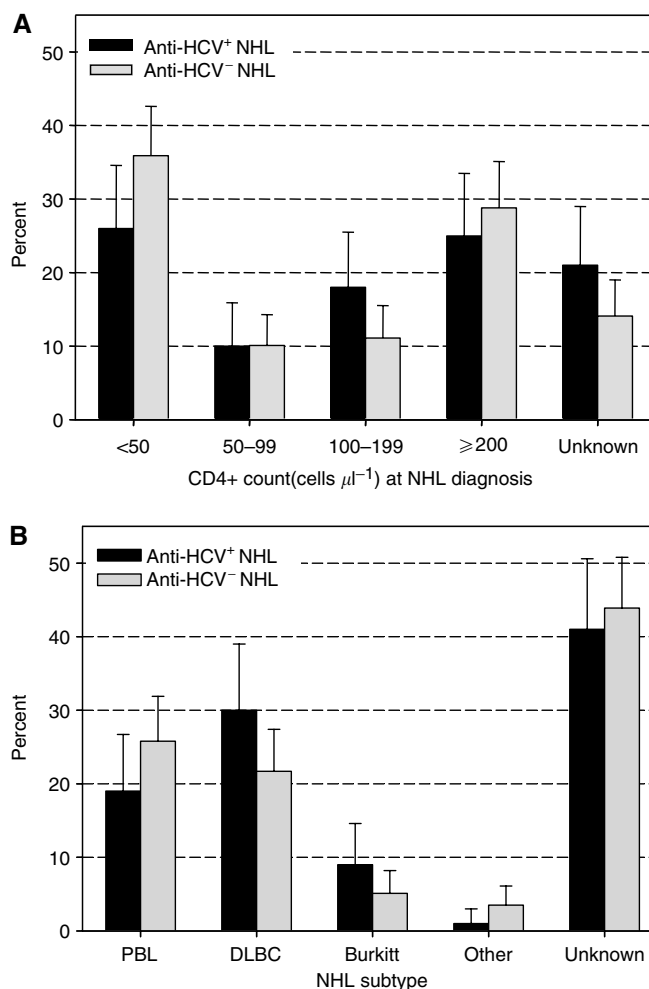 A
Anti-HCV⁺ NHL
Anti-HCV⁻ NHL
50
40
30
20
10
0
Percent
<50 50–99 100–199 ⩾200 Unknown
CD4+ count(cells μl⁻¹) at NHL diagnosis
B
Anti-HCV⁺ NHL
Anti-HCV⁻ NHL
50
40
30
20
10
0
Percent
PBL DLBC Burkitt Other Unknown
NHL subtype